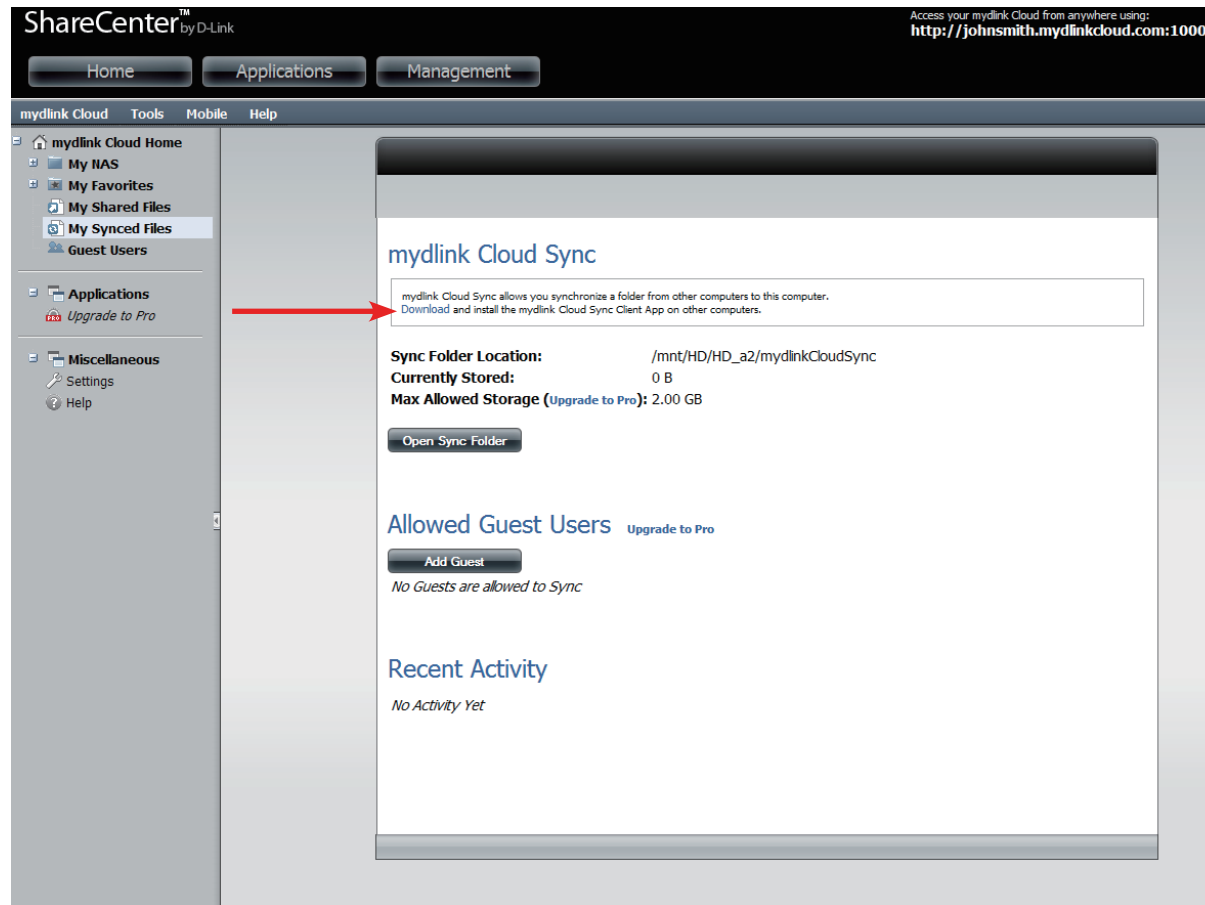 ShareCenter™ by D-Link
Access your mydlink Cloud from anywhere using:
http://johnsmith.mydlinkcloud.com:1000
Home Applications Management
mydlink Cloud Tools Mobile Help
mydlink Cloud Home
My NAS
My Favorites
My Shared Files
My Synced Files
Guest Users
Applications
PRO Upgrade to Pro
Miscellaneous
Settings
Help
mydlink Cloud Sync
mydlink Cloud Sync allows you synchronize a folder from other computers to this computer.
Download and install the mydlink Cloud Sync Client App on other computers.
Sync Folder Location: /mnt/HD/HD_a2/mydlinkCloudSync
Currently Stored: 0 B
Max Allowed Storage (Upgrade to Pro): 2.00 GB
Open Sync Folder
Allowed Guest Users Upgrade to Pro
Add Guest
No Guests are allowed to Sync
Recent Activity
No Activity Yet